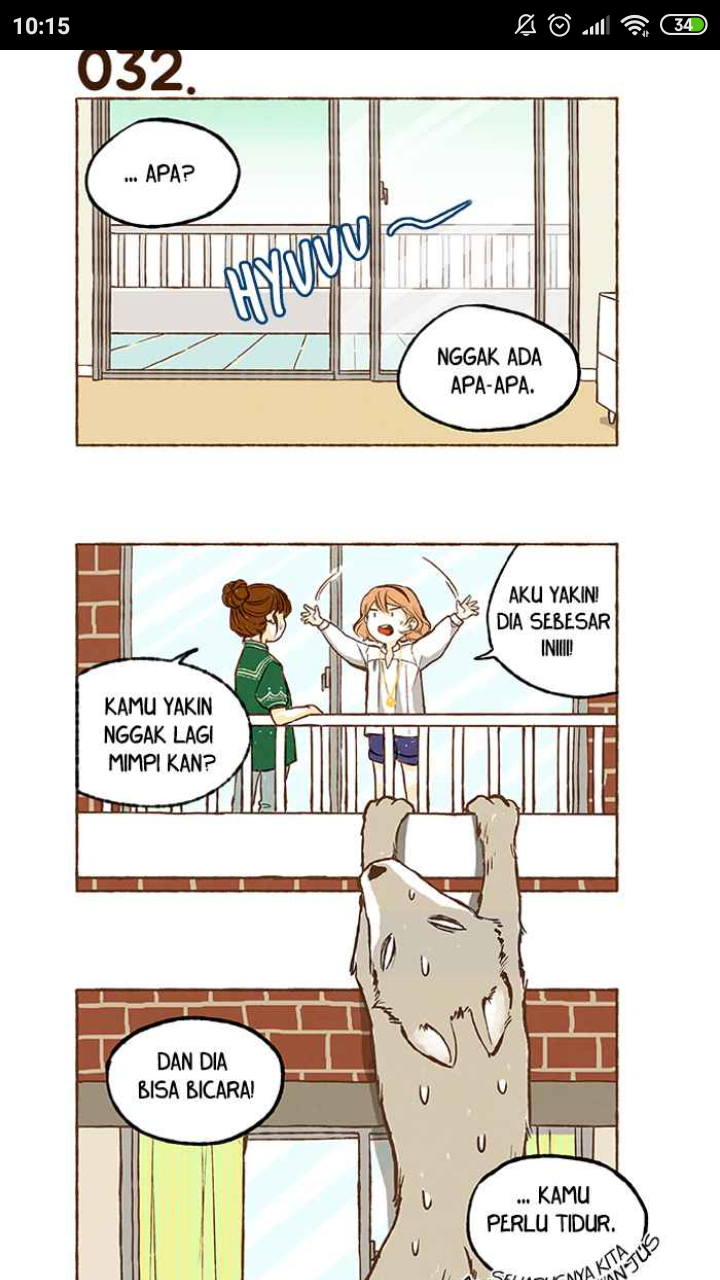 10:15
34
032.
... APA?
HYUUU
NGGAK ADA
APA-APA.
AKU YAKIN!
DIA SEBESAR
INIIII!
KAMU YAKIN
NGGAK LAGI
MIMPI KAN?
DAN DIA
BISA BICARA!
... KAMU
PERLU TIDUR.
KITA